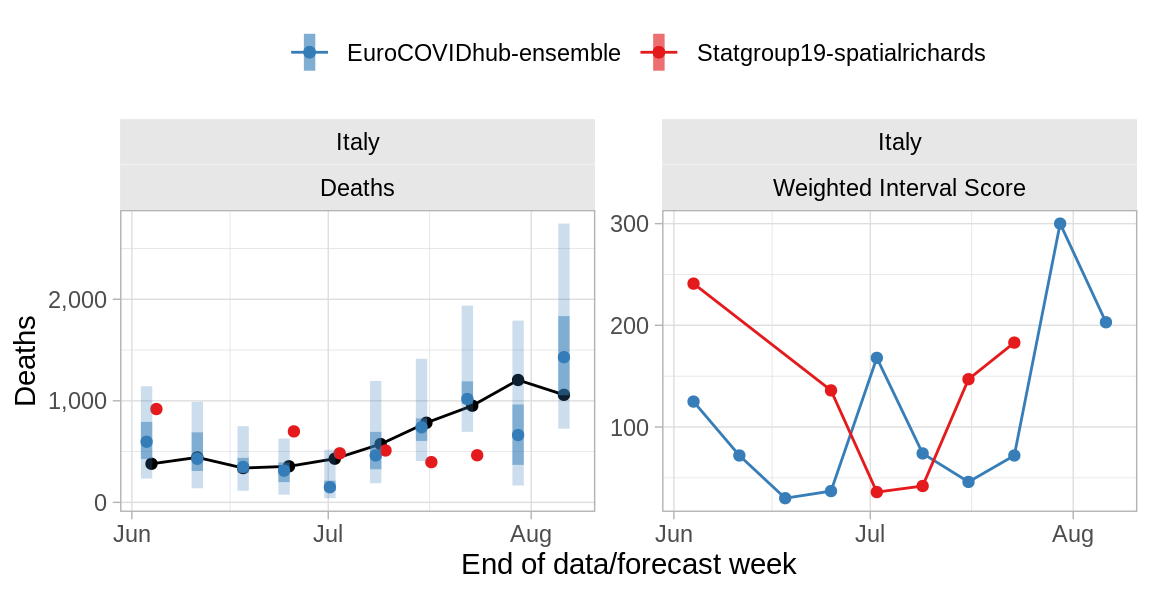 EuroCOVIDhub-ensemble Statgroup19-spatialrichards
Italy Italy
Deaths Weighted Interval Score
300
2,000
200
1,000
100
0
Deaths
Jun Jul Aug Jun Jul Aug
End of data/forecast week